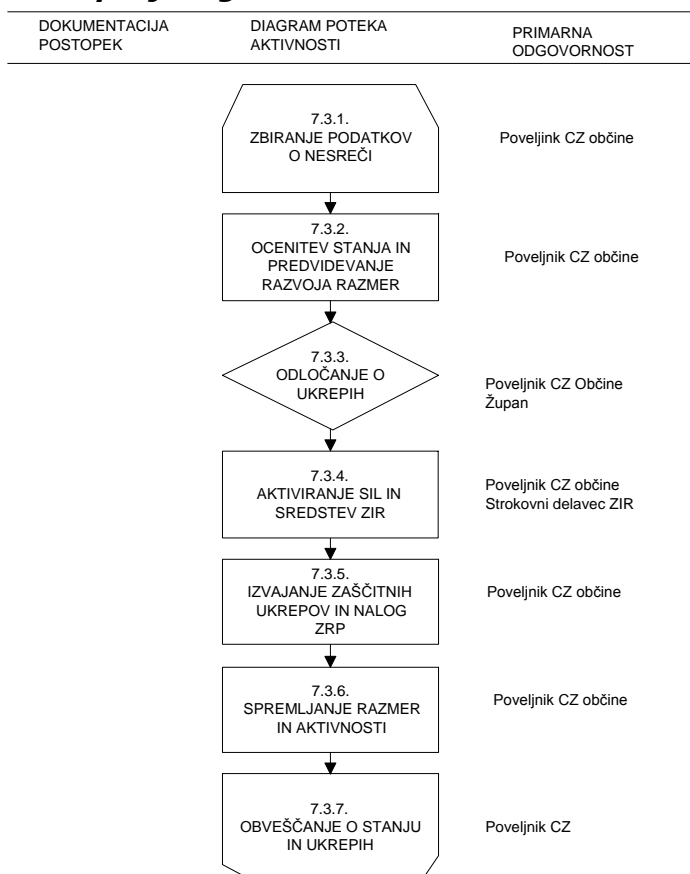 DOKUMENTACIJA
POSTOPEK
DIAGRAM POTEKA
AKTIVNOSTI
PRIMARNA
ODGOVORNOST
7.3.1.
ZBIRANJE PODATKOV
O NESREČI
Poveljink CZ občine
7.3.2.
OCENITEV STANJA IN
PREDVIDEVANJE
RAZVOJA RAZMER
Poveljnik CZ občine
7.3.3.
ODLOČANJE O
UKREPIH
Poveljnik CZ Občine
Župan
7.3.4.
AKTIVIRANJE SIL IN
SREDSTEV ZIR
Poveljnik CZ občine
Strokovni delavec ZIR
7.3.5.
IZVAJANJE ZAŠČITNIH
UKREPOV IN NALOG
ZRP
Poveljnik CZ občine
7.3.6.
SPREMLJANJE RAZMER
IN AKTIVNOSTI
Poveljnik CZ občine
7.3.7.
OBVEŠČANJE O STANJU
IN UKREPIH
Poveljnik CZ